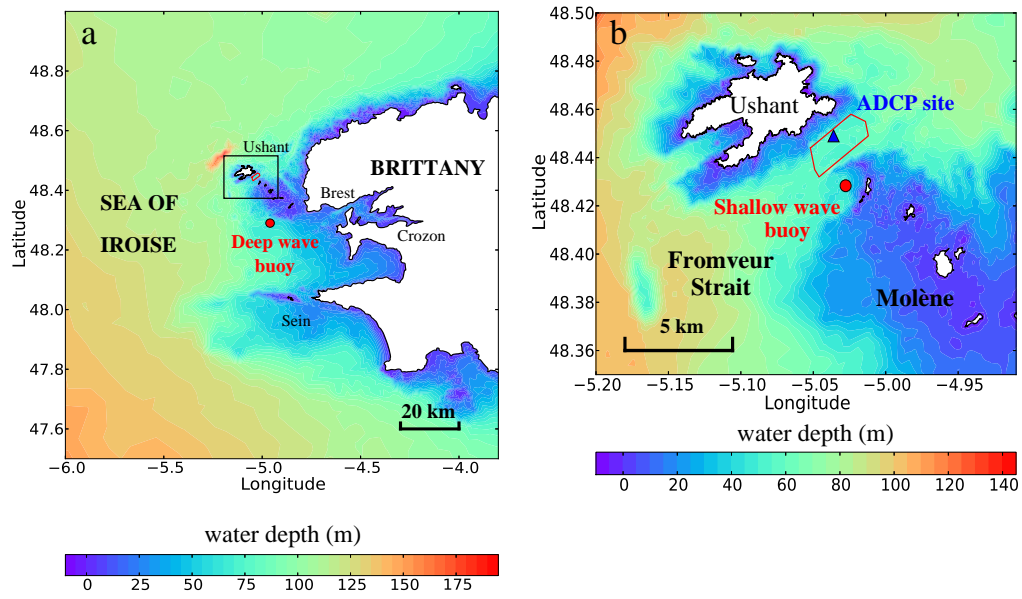 a
48.8
48.6
48.4
48.2
48.0
47.8
47.6
Latitude
Ushant
BRITTANY
Brest
SEA OF
IROISE
Deep wave
buoy
Crozon
Sein
20 km
−6.0
−5.5
−5.0
−4.5
−4.0
Longitude
water depth (m)
0
25
50
75
100
125
150
175
b
48.50
48.48
48.46
48.44
48.42
48.40
48.38
48.36
Latitude
Ushant
ADCP site
Shallow wave
buoy
Fromveur
Strait
Molène
5 km
−5.20
−5.15
−5.10
−5.05
−5.00
−4.95
Longitude
water depth (m)
0
20
40
60
80
100
120
140